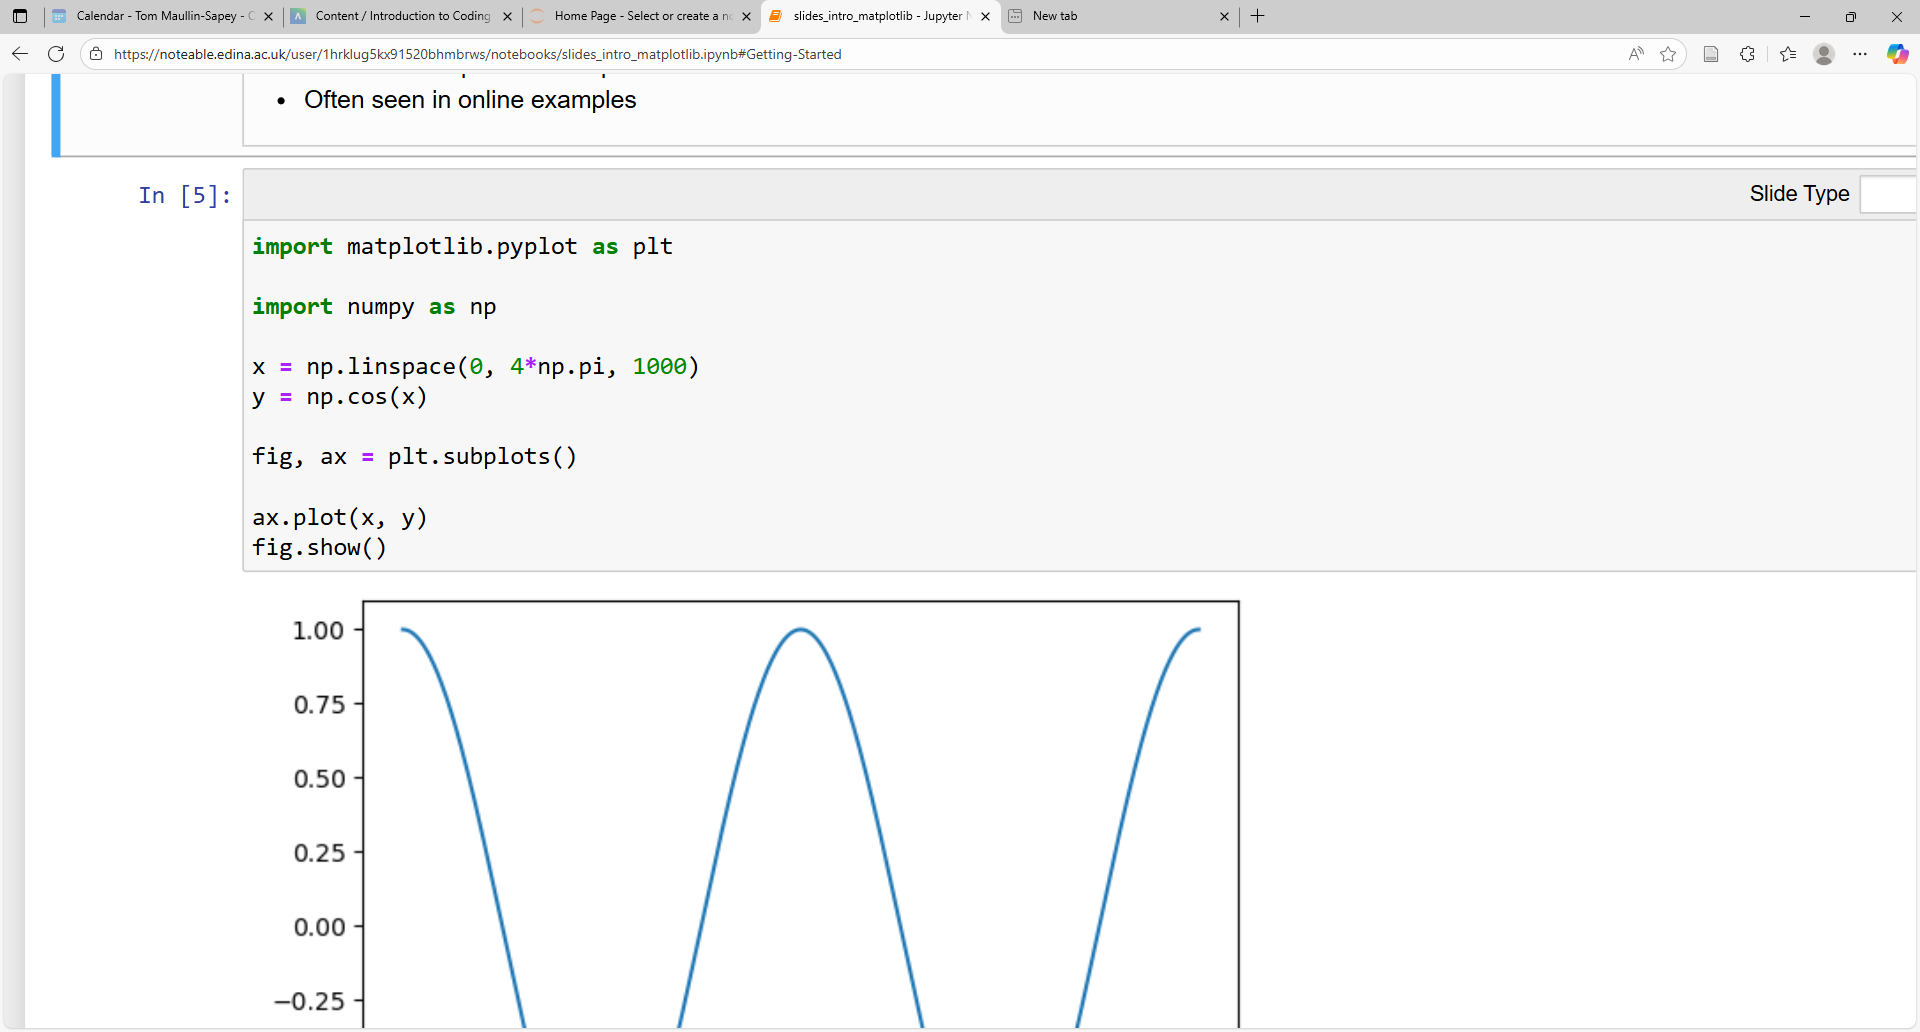 Calendar - Tom Maullin-Sapey -
Content / Introduction to Coding
Home Page - Select or create a
slides_intro_matplotlib - Jupyter
New tab
https://noteable.edina.ac.uk/user/1hrklug5kx91520bhmbrws/notebooks/slides_intro_matplotlib.ipynb#Getting-Started
• Often seen in online examples
In [5]:
Slide Type
import matplotlib.pyplot as plt
import numpy as np
x = np.linspace(0, 4*np.pi, 1000)
y = np.cos(x)
fig, ax = plt.subplots()
ax.plot(x, y)
fig.show()
1.00
0.75
0.50
0.25
0.00
−0.25